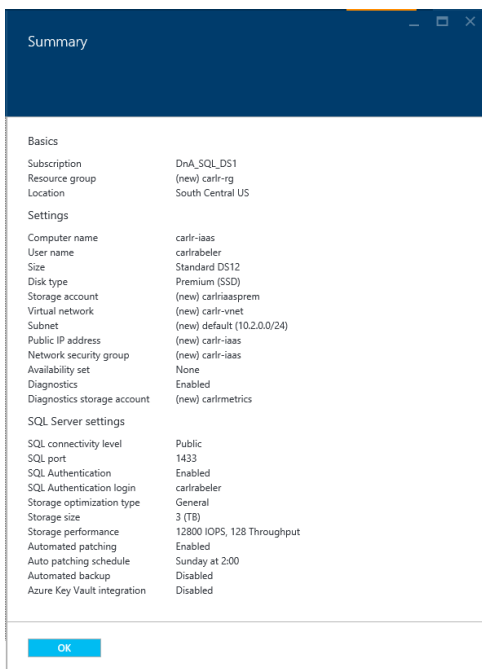 Summary
Basics
Subscription DnA_SQL_DS1
Resource group (new) carlr-rg
Location South Central US
Settings
Computer name carlr-iaas
User name carlrabeler
Size Standard DS12
Disk type Premium (SSD)
Storage account (new) carlriaasprem
Virtual network (new) carlr-vnet
Subnet (new) default (10.2.0.0/24)
Public IP address (new) carlr-iaas
Network security group (new) carlr-iaas
Availability set None
Diagnostics Enabled
Diagnostics storage account (new) carlrmetrics
SQL Server settings
SQL connectivity level Public
SQL port 1433
SQL Authentication Enabled
SQL Authentication login carlrabeler
Storage optimization type General
Storage size 3 (TB)
Storage performance 12800 IOPS, 128 Throughput
Automated patching Enabled
Auto patching schedule Sunday at 2:00
Automated backup Disabled
Azure Key Vault integration Disabled
OK